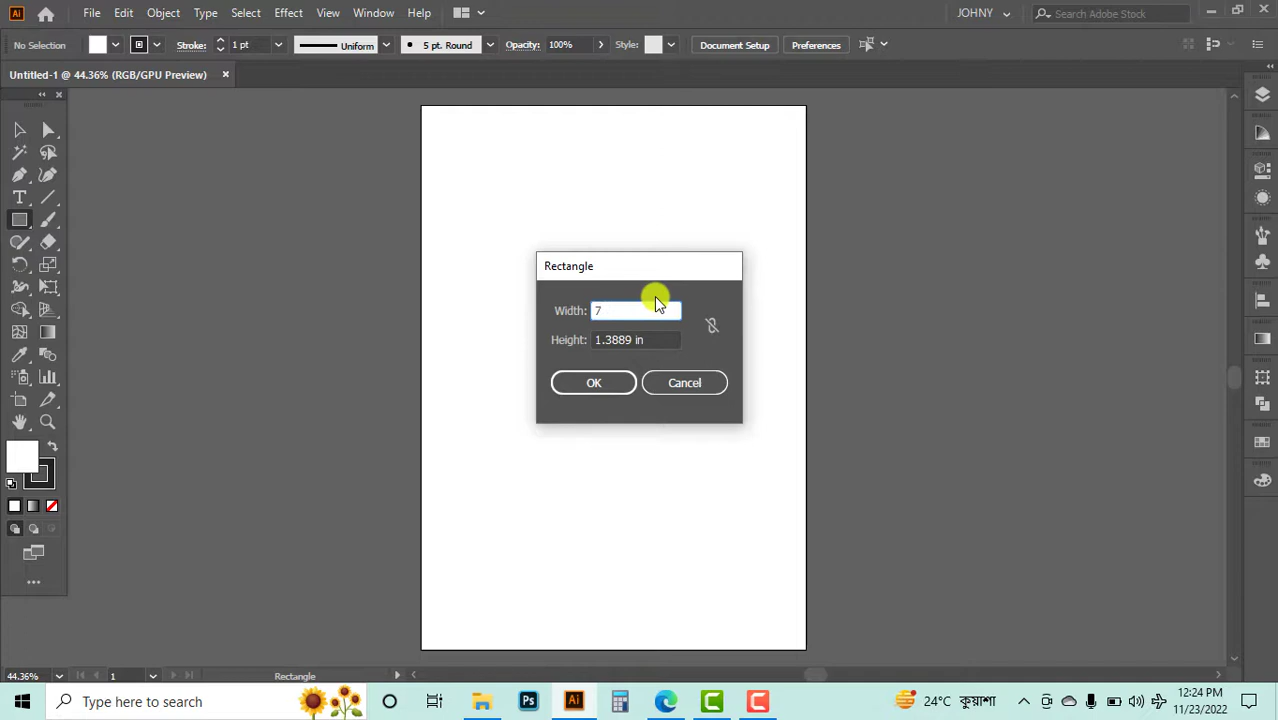 Ai File Edit Object Type Select Effect View Window Help JOHNY Search Adobe Stock
No Selection Stroke: 1 pt Uniform 5 pt. Round Opacity: 100% Style: Document Setup Preferences
Untitled-1 @ 44.36% (RGB/GPU Preview)
Rectangle
Width: 7
Height: 1.3889 in
OK Cancel
44.36% 1 Rectangle
Type here to search Ps Ai 24°C কুয়াশা 12:24 PM
11/23/2022